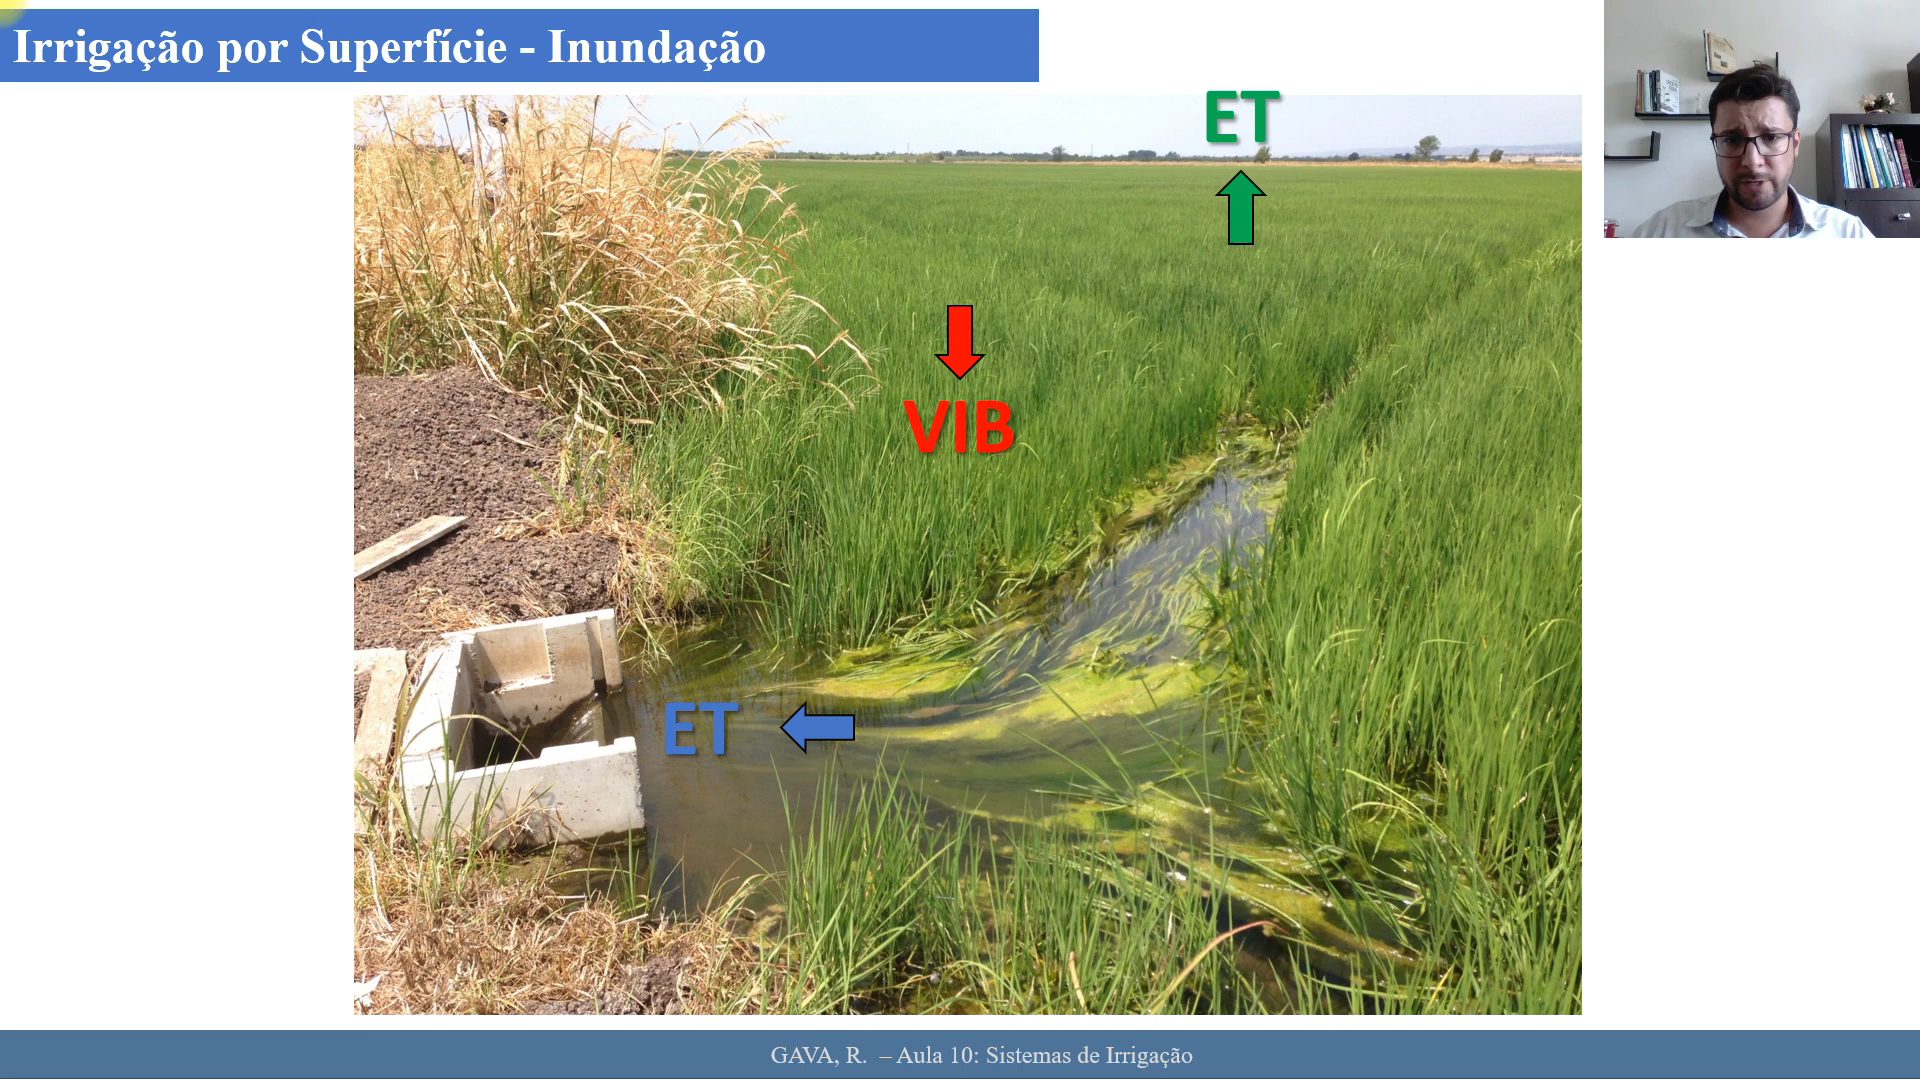 Irrigação por Superfície - Inundação
ET
VIB
ET
GAVA, R. – Aula 10: Sistemas de Irrigação